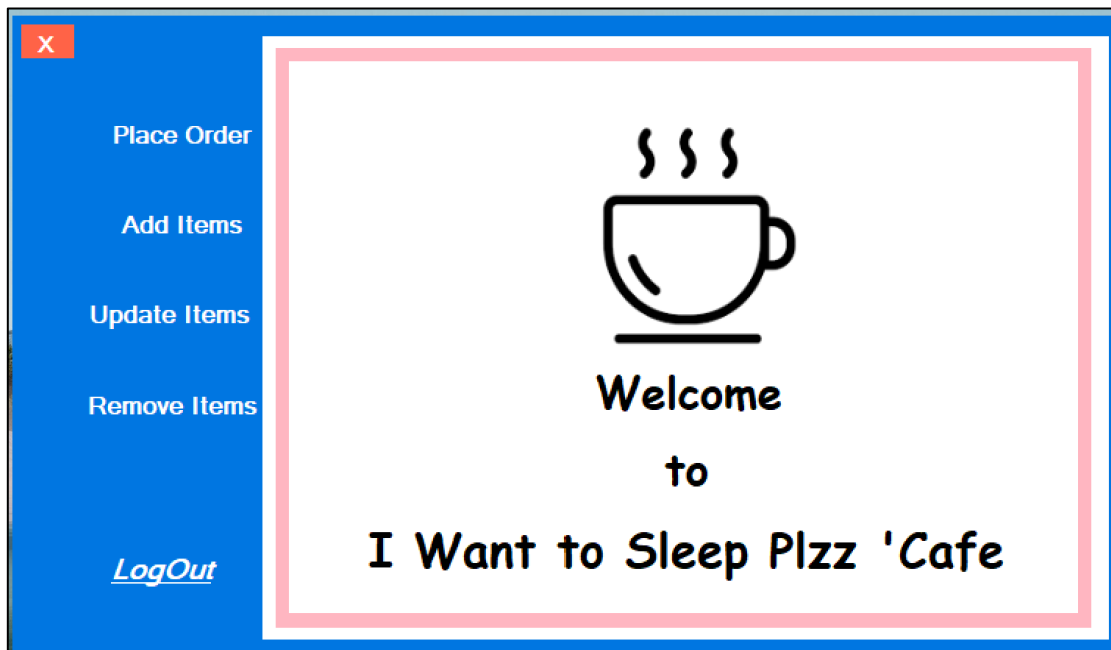 X
Place Order
Add Items
Update Items
Remove Items
LogOut
Welcome
to
I Want to Sleep Plzz 'Cafe